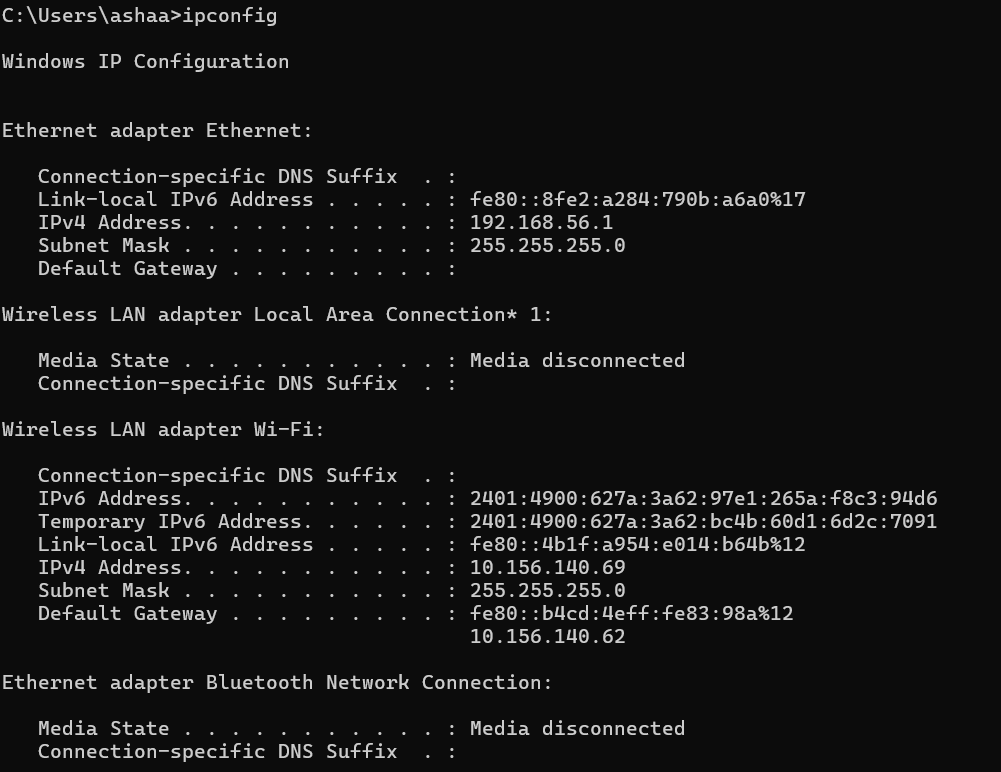 C:\Users\ashaa>ipconfig
Windows IP Configuration
Ethernet adapter Ethernet:
   Connection-specific DNS Suffix  . :
   Link-local IPv6 Address . . . . . : fe80::8fe2:a284:790b:a6a0%17
   IPv4 Address. . . . . . . . . . . : 192.168.56.1
   Subnet Mask . . . . . . . . . . . : 255.255.255.0
   Default Gateway . . . . . . . . . :
Wireless LAN adapter Local Area Connection* 1:
   Media State . . . . . . . . . . . : Media disconnected
   Connection-specific DNS Suffix  . :
Wireless LAN adapter Wi-Fi:
   Connection-specific DNS Suffix  . :
   IPv6 Address. . . . . . . . . . . : 2401:4900:627a:3a62:97e1:265a:f8c3:94d6
   Temporary IPv6 Address. . . . . . : 2401:4900:627a:3a62:bc4b:60d1:6d2c:7091
   Link-local IPv6 Address . . . . . : fe80::4b1f:a954:e014:b64b%12
   IPv4 Address. . . . . . . . . . . : 10.156.140.69
   Subnet Mask . . . . . . . . . . . : 255.255.255.0
   Default Gateway . . . . . . . . . : fe80::b4cd:4eff:fe83:98a%12
                                       10.156.140.62
Ethernet adapter Bluetooth Network Connection:
   Media State . . . . . . . . . . . : Media disconnected
   Connection-specific DNS Suffix  . :